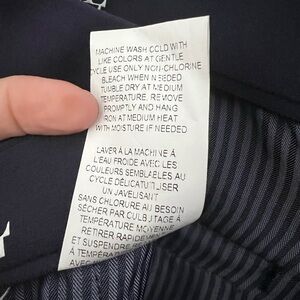 MACHINE WASH COLD WITH
LIKE COLORS AT GENTLE
CYCLE USE ONLY NON-CHLORINE
BLEACH WHEN NEEDED
TUMBLE DRY AT MEDIUM
TEMPERATURE, REMOVE
PROMPTLY AND HANG
IRON AT MEDIUM HEAT
WITH MOISTURE IF NEEDED
LAVER À LA MACHINE À
L'EAU FROIDE AVEC LES
COULEURS SEMBLABLES AU
CYCLE DÉLICAT UTILISER
UN JAVELISANT
SANS CHLORURE AU BESOIN
SÉCHER PAR CULBUTAGE À
TEMPÉRATURE MOYENNE
RETIRER RAPIDEMENT
ET SUSPENDRE
À TEMPÉRA
AVEC